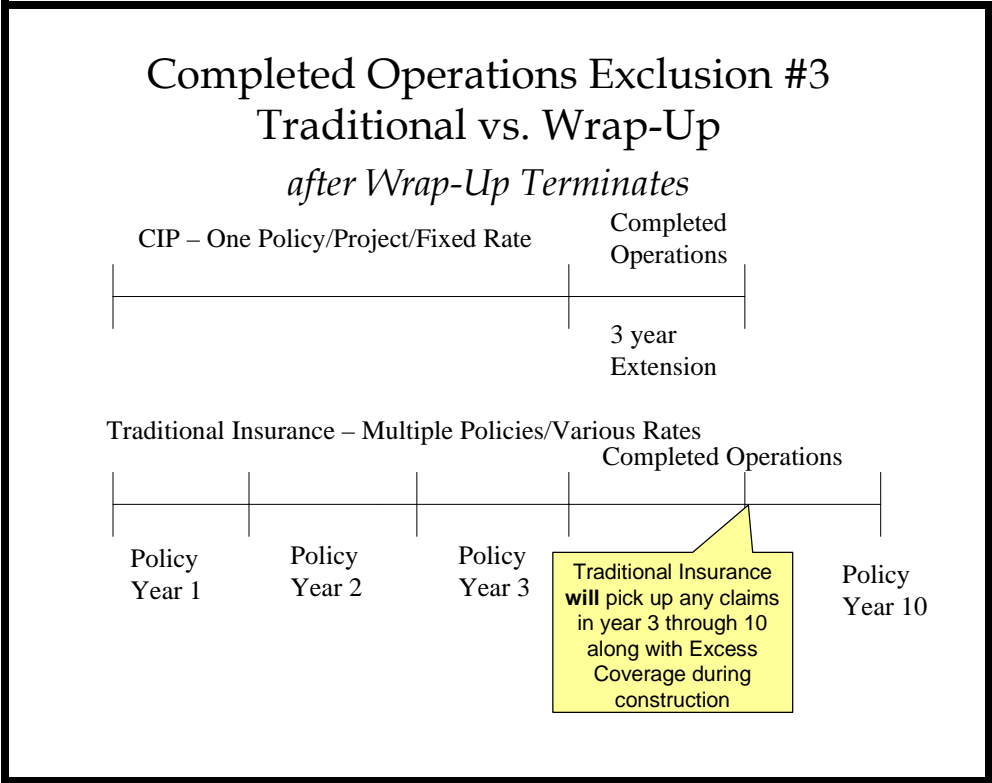 Completed Operations Exclusion #3
Traditional vs. Wrap-Up
after Wrap-Up Terminates
CIP – One Policy/Project/Fixed Rate
Completed
Operations
3 year
Extension
Traditional Insurance – Multiple Policies/Various Rates
Completed Operations
Policy
Year 1
Policy
Year 2
Policy
Year 3
Traditional Insurance
will pick up any claims
in year 3 through 10
along with Excess
Coverage during
construction
Policy
Year 10